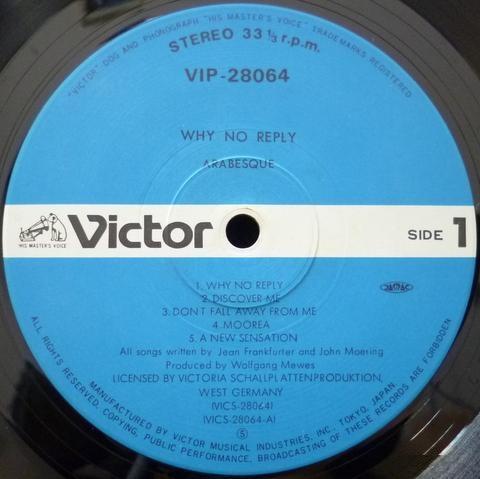 "VICTOR" DOG AND PHONOGRAPH "HIS MASTER'S VOICE" TRADEMARKS REGISTERED
STEREO 33 1/3 r.p.m.
VIP-28064
WHY NO REPLY
ARABESQUE
"HIS MASTER'S VOICE"
Victor
SIDE 1
1. WHY NO REPLY
2. DISCOVER ME
3. DON'T FALL AWAY FROM ME
4. MOOREA
5. A NEW SENSATION
All songs written by Jean Frankfurter and John Moering
Produced by Wolfgang Mewes
LICENSED BY VICTORIA SCHALLPLATTENPRODUKTION,
WEST GERMANY
(VICS-28064)
(VICS-28064-A)
Ⓢ
MANUFACTURED BY VICTOR MUSICAL INDUSTRIES, INC., TOKYO, JAPAN
ALL RIGHTS RESERVED. COPYING, PUBLIC PERFORMANCE, BROADCASTING OF THESE RECORDS ARE FORBIDDEN